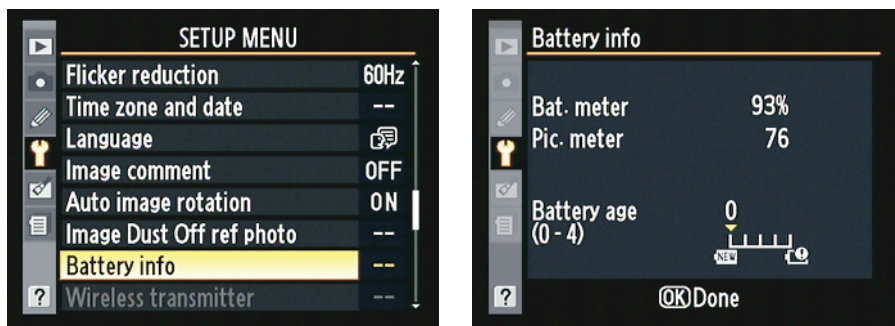 SETUP MENU
Flicker reduction 60Hz
Time zone and date --
Language
Image comment OFF
Auto image rotation ON
Image Dust Off ref photo --
Battery info --
? Wireless transmitter --
Battery info
Bat. meter 93%
Pic. meter 76
Battery age 0
(0 - 4)
NEW
? OK Done